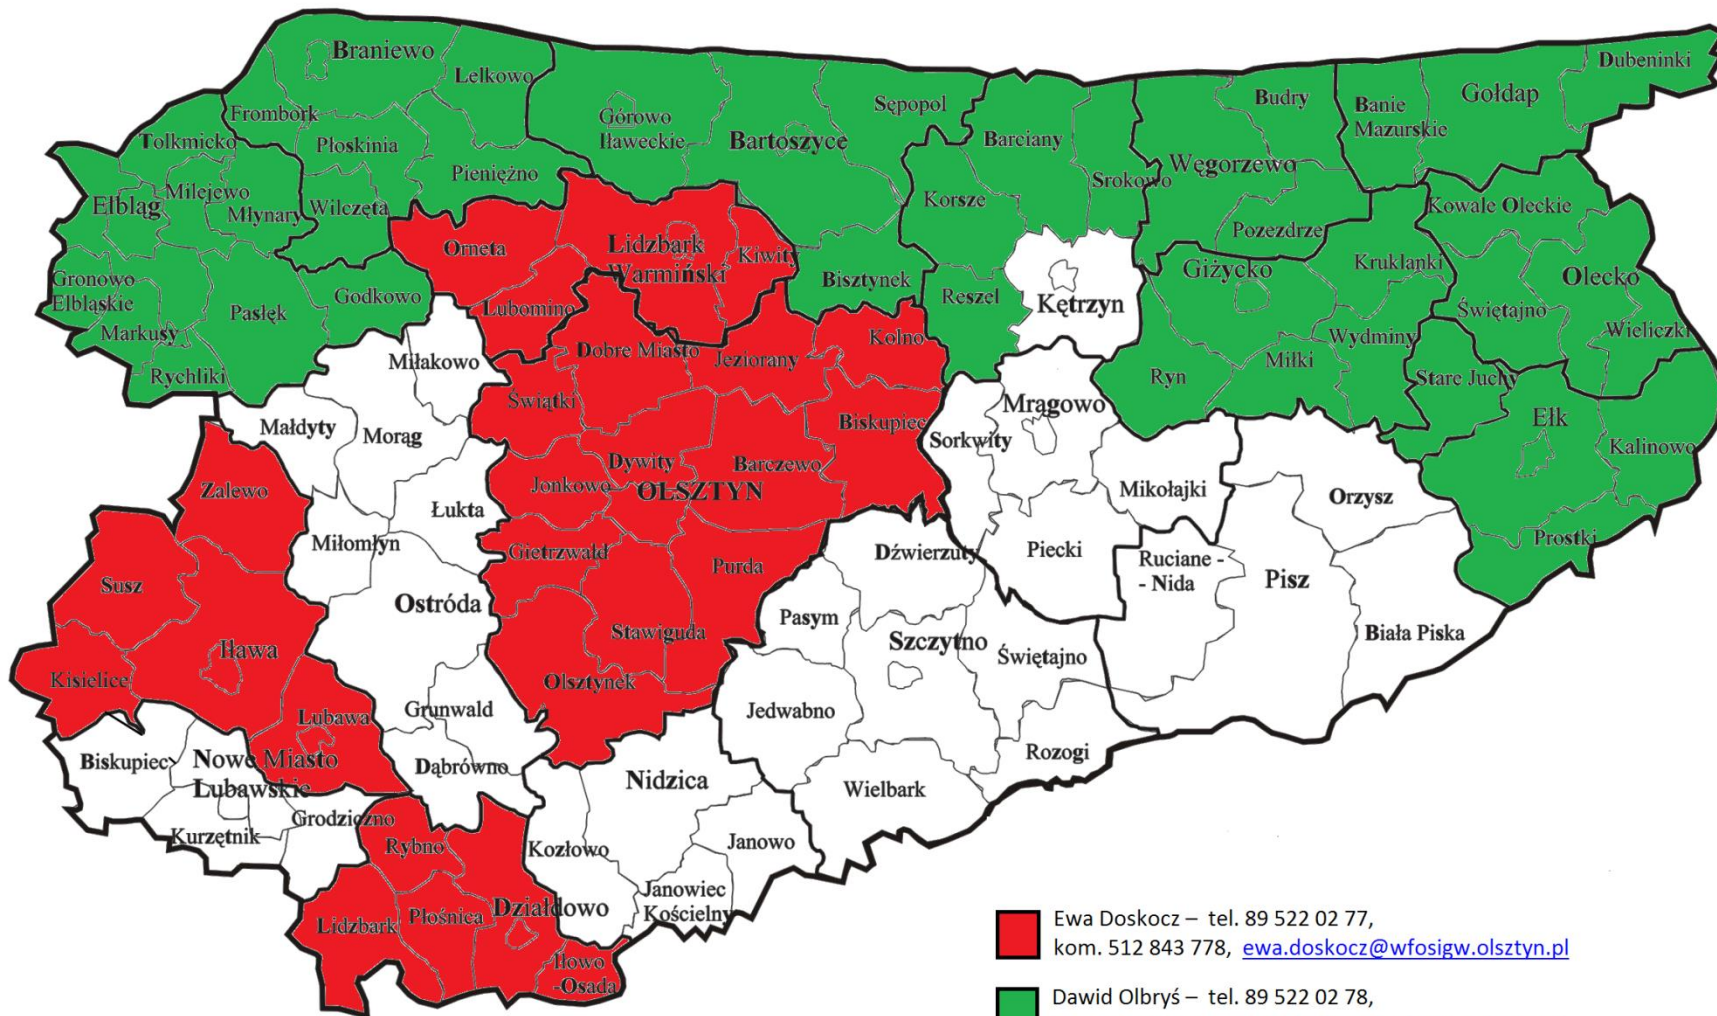 Braniewo
Lelkowo
Dubeninki
Frombork
Górowo
Iławeckie
Sępopol
Budry
Banie
Mazurskie
Gołdap
Tolkmicko
Płoskinia
Bartoszyce
Barciany
Węgorzewo
Pieniężno
Srokowo
Milejewo
Elbląg
Młynary
Wilczęta
Korsze
Kowale Oleckie
Pozezdrze
Orneta
Lidzbark
Warmiński
Kiwity
Gronowo
Elbląskie
Bisztynek
Giżycko
Kruklanki
Olecko
Godkowo
Reszel
Kętrzyn
Pasłęk
Lubomino
Świętajno
Markusy
Kolno
Wydminy
Wieliczki
Dobre Miasto
Jeziorany
Miłakowo
Rychliki
Ryn
Miłki
Stare Juchy
Świątki
Mragowo
Ełk
Małdyty
Morąg
Biskupiec
Sorkwity
Kalinowo
Dywity
Barczewo
Zalewo
Jonkowo
OLSZTYN
Mikołajki
Orzysz
Łukta
Miłomłyn
Gietrzwałd
Dźwierzuty
Piecki
Prostki
Susz
Purda
Ruciane -
- Nida
Pisz
Ostróda
Pasym
Stawiguda
Szczytno
Biała Piska
Iława
Świętajno
Kisielice
Olsztynek
Grunwald
Jedwabno
Lubawa
Rozogi
Biskupiec
Nowe Miasto
Lubawskie
Dąbrówno
Nidzica
Wielbark
Grodziczno
Kurzętnik
Rybno
Kozłowo
Janowo
Janowiec
Kościelny
Lidzbark
Płośnica
Działdowo
Iłowo
-Osada
Ewa Doskocz – tel. 89 522 02 77,
kom. 512 843 778, ewa.doskocz@wfosigw.olsztyn.pl
Dawid Olbryś – tel. 89 522 02 78,